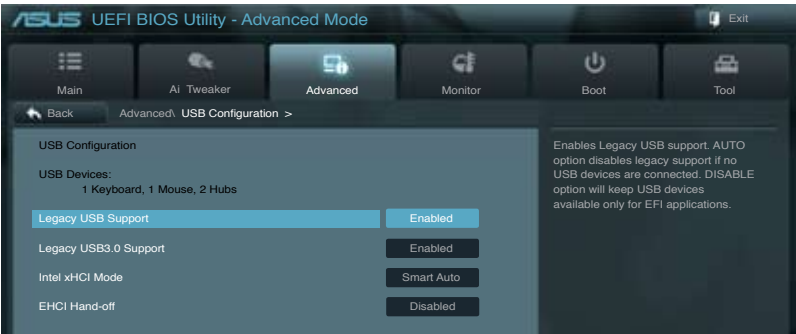 ASUS UEFI BIOS Utility - Advanced Mode
Exit
Main
Ai Tweaker
Advanced
Monitor
Boot
Tool
Back
Advanced\ USB Configuration >
USB Configuration
USB Devices:
1 Keyboard, 1 Mouse, 2 Hubs
Legacy USB Support Enabled
Legacy USB3.0 Support Enabled
Intel xHCI Mode Smart Auto
EHCI Hand-off Disabled
Enables Legacy USB support. AUTO
option disables legacy support if no
USB devices are connected. DISABLE
option will keep USB devices
available only for EFI applications.